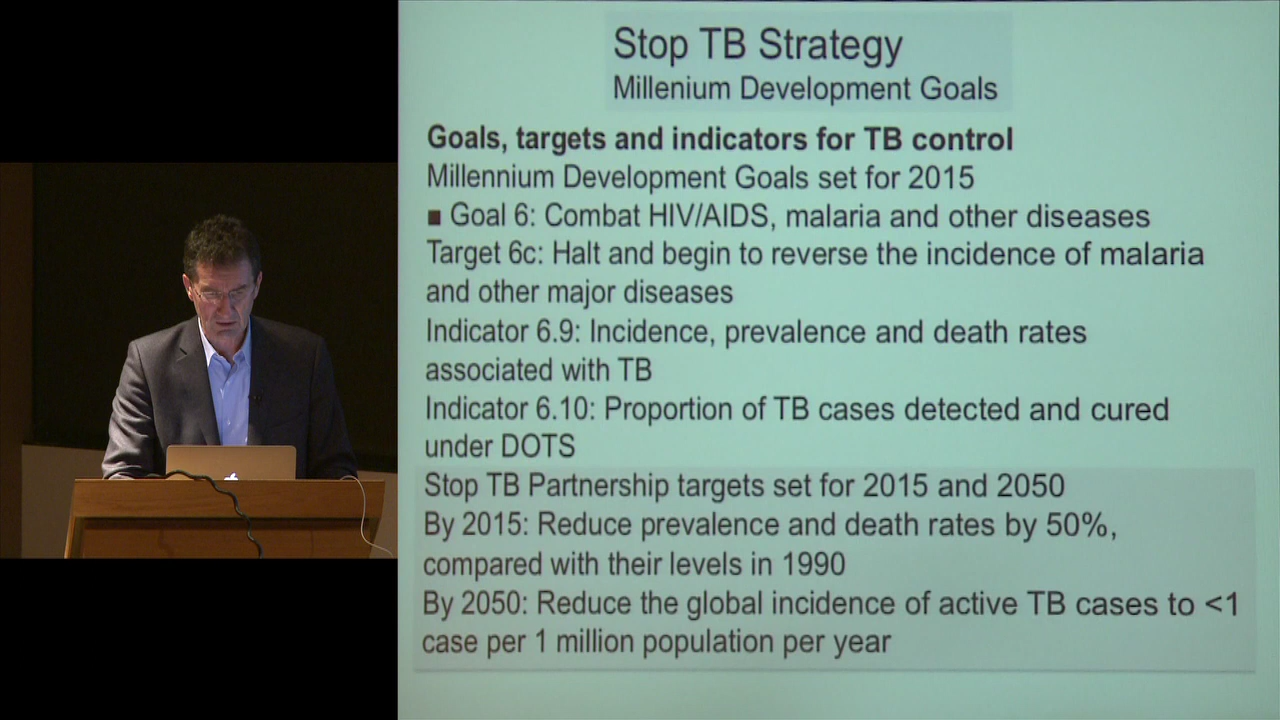 Stop TB Strategy
Millenium Development Goals
Goals, targets and indicators for TB control
Millennium Development Goals set for 2015
■ Goal 6: Combat HIV/AIDS, malaria and other diseases
Target 6c: Halt and begin to reverse the incidence of malaria
and other major diseases
Indicator 6.9: Incidence, prevalence and death rates
associated with TB
Indicator 6.10: Proportion of TB cases detected and cured
under DOTS
Stop TB Partnership targets set for 2015 and 2050
By 2015: Reduce prevalence and death rates by 50%,
compared with their levels in 1990
By 2050: Reduce the global incidence of active TB cases to <1
case per 1 million population per year